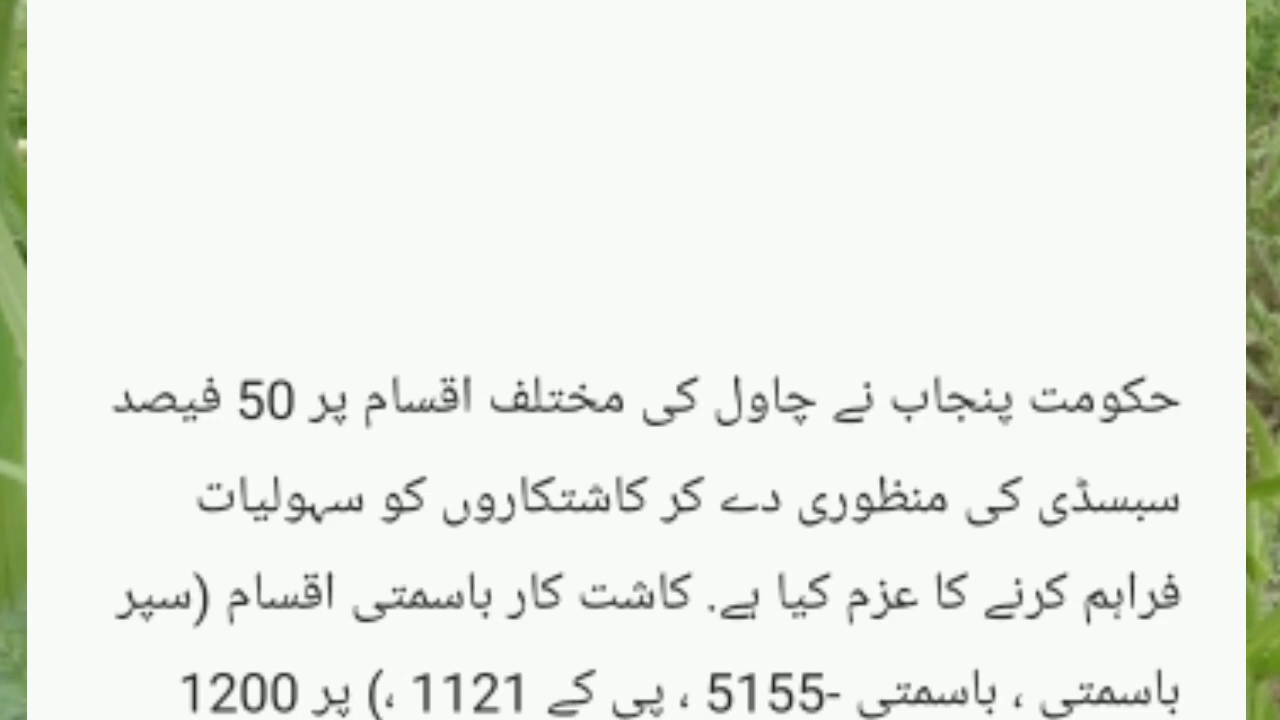 حکومت پنجاب نے چاول کی مختلف اقسام پر 50 فیصد
سبسڈی کی منظوری دے کر کاشتکاروں کو سہولیات
فراہم کرنے کا عزم کیا ہے. کاشت کار باسمتی اقسام (سپر
باسمتی ، باسمتی -5155 ، پی کے 1121 ،) پر 1200